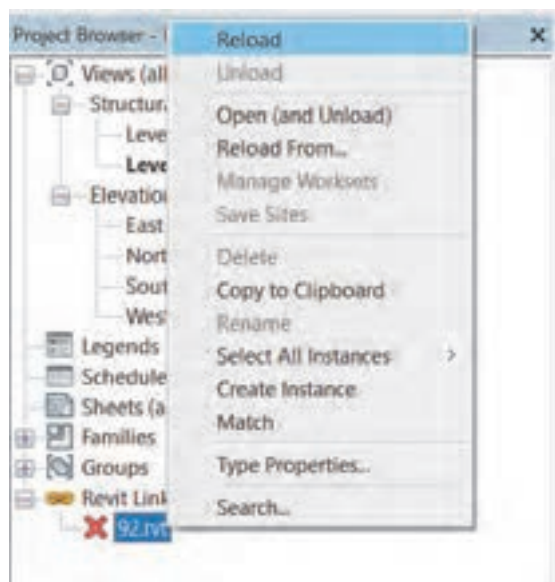 Project Browser -
Views (all
Structur
Leve
Leve
Elevation
East
Nort
Sout
West
Legends
Schedule
Sheets (a
Families
Groups
Revit Link
92.rvt
Reload
Unload
Open (and Unload)
Reload From...
Manage Worksets
Save Sites
Delete
Copy to Clipboard
Rename
Select All Instances
Create Instance
Match
Type Properties...
Search...